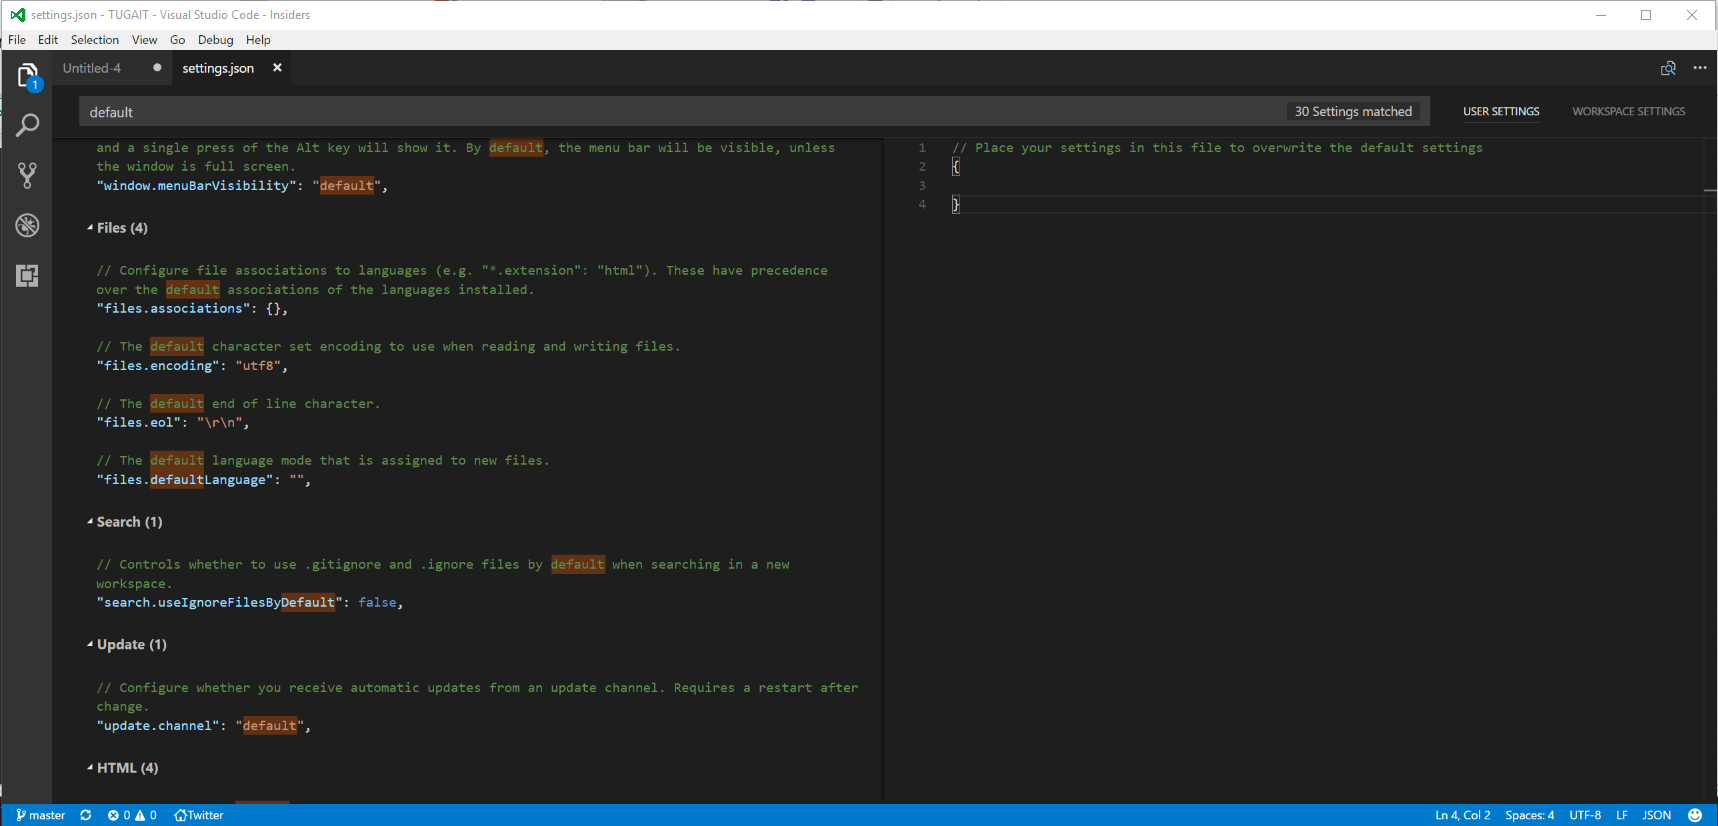 settings.json - TUGAIT - Visual Studio Code - Insiders
File Edit Selection View Go Debug Help
1
Untitled-4 settings.json
default 30 Settings matched USER SETTINGS WORKSPACE SETTINGS
and a single press of the Alt key will show it. By default, the menu bar will be visible, unless
the window is full screen.
"window.menuBarVisibility": "default",
Files (4)
// Configure file associations to languages (e.g. "*.extension": "html"). These have precedence
over the default associations of the languages installed.
"files.associations": {},
// The default character set encoding to use when reading and writing files.
"files.encoding": "utf8",
// The default end of line character.
"files.eol": "\r\n",
// The default language mode that is assigned to new files.
"files.defaultLanguage": "",
Search (1)
// Controls whether to use .gitignore and .ignore files by default when searching in a new
workspace.
"search.useIgnoreFilesByDefault": false,
Update (1)
// Configure whether you receive automatic updates from an update channel. Requires a restart after
change.
"update.channel": "default",
HTML (4)
1 // Place your settings in this file to overwrite the default settings
2 {
3
4 }
master 0 0 Twitter Ln 4, Col 2 Spaces: 4 UTF-8 LF JSON